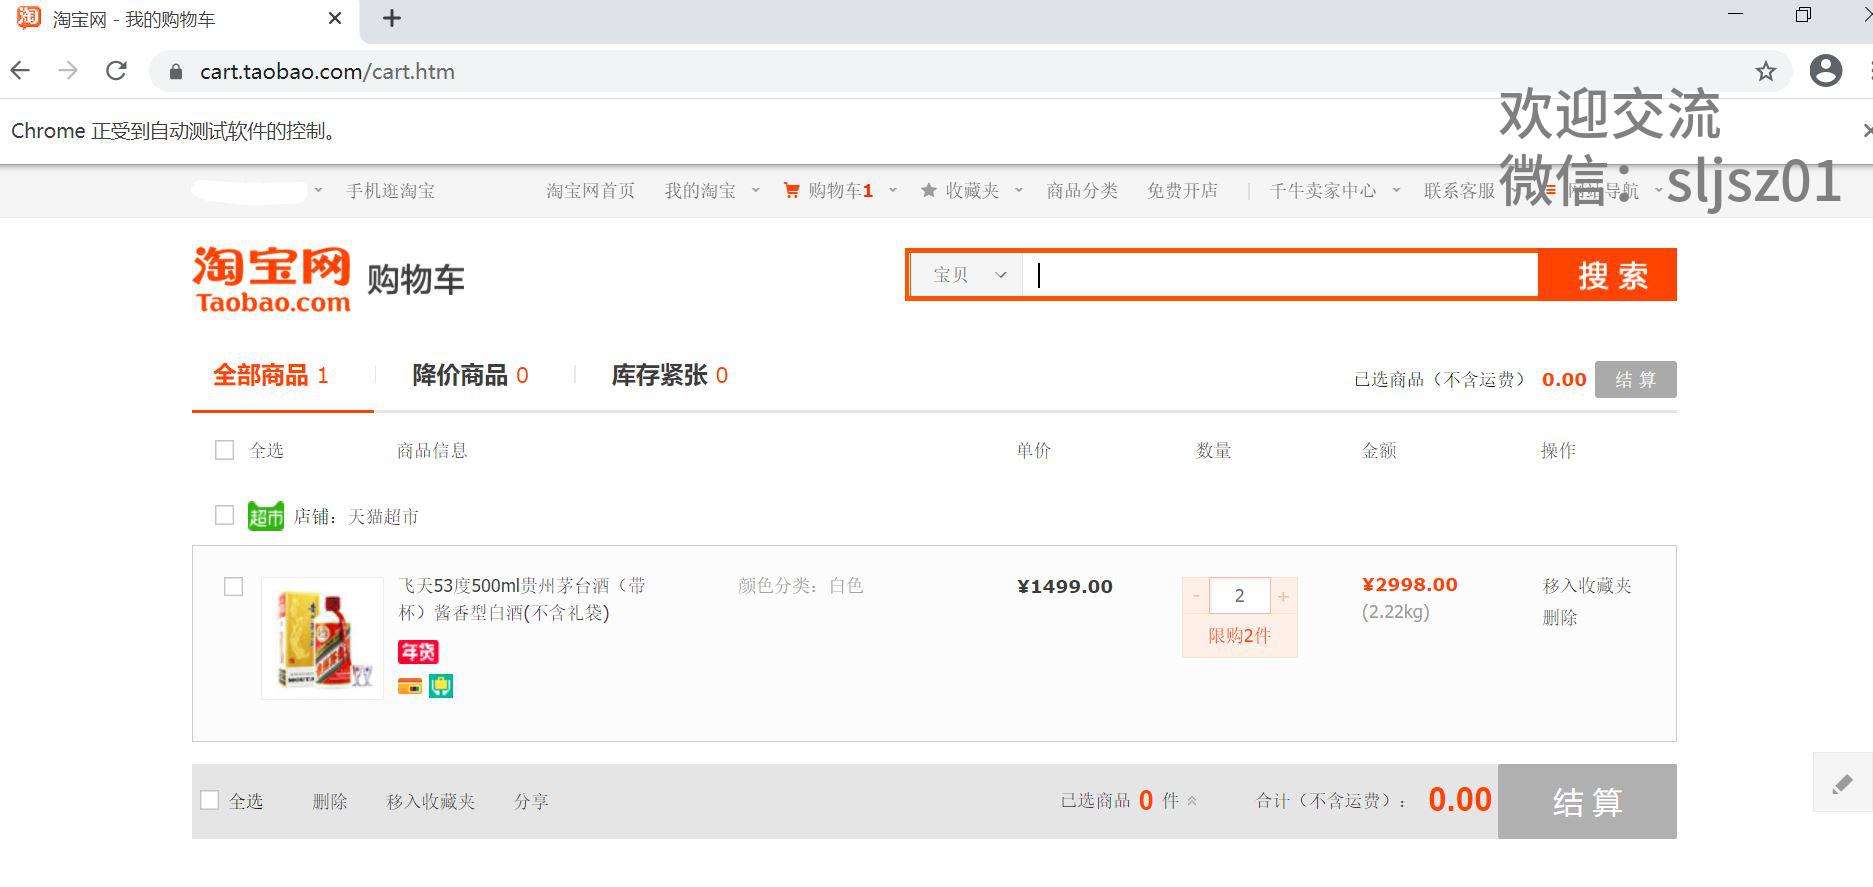 淘宝网 - 我的购物车
cart.taobao.com/cart.htm
Chrome 正受到自动测试软件的控制。
欢迎交流
微信：sljsz01
手机逛淘宝 淘宝网首页 我的淘宝 购物车1 收藏夹 商品分类 免费开店 千牛卖家中心 联系客服 网站导航
淘宝网 购物车
Taobao.com
宝贝 搜索
全部商品 1 降价商品 0 库存紧张 0 已选商品（不含运费） 0.00 结算
全选 商品信息 单价 数量 金额 操作
超市 店铺：天猫超市
飞天53度500ml贵州茅台酒（带 颜色分类：白色 ¥1499.00 - 2 + ¥2998.00 移入收藏夹
杯）酱香型白酒(不含礼袋) 限购2件 (2.22kg) 删除
年货
全选 删除 移入收藏夹 分享 已选商品 0 件 合计（不含运费）： 0.00 结算